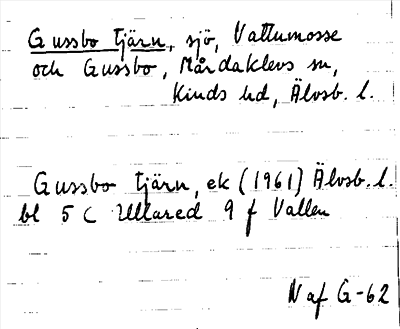 Gussbo tjärn, sjö, Vattumosse
och Gussbo, Mårdaklevs sn,
Kinds hd, Älvsb. l.
Gussbo tjärn, ek (1961) Älvsb. l.
bl 5 C Ullared 9 f Vallen
N af G-62